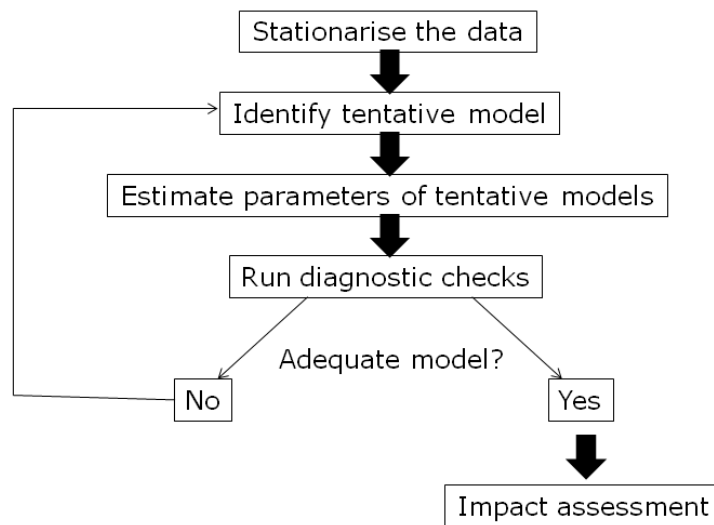 Stationarise the data
Identify tentative model
Estimate parameters of tentative models
Run diagnostic checks
Adequate model?
No
Yes
Impact assessment